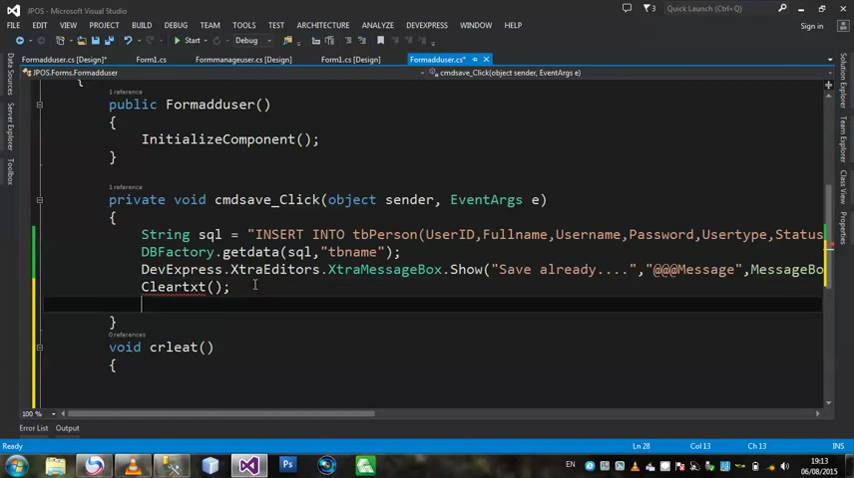 JPOS - Microsoft Visual Studio
3
Quick Launch (Ctrl+Q)
FILE EDIT VIEW PROJECT BUILD DEBUG TEAM TOOLS TEST ARCHITECTURE ANALYZE DEVEXPRESS WINDOW HELP
Sign in
Start Debug
Formadduser.cs [Design]* Form1.cs Formmanageuser.cs [Design] Form1.cs [Design] Formadduser.cs*
JPOS.Forms.Formadduser
cmdsave_Click(object sender, EventArgs e)
Data Sources
Server Explorer
Toolbox
Solution Explorer
Team Explorer
Class View
Properties
{
1 reference
public Formadduser()
{
InitializeComponent();
}
1 reference
private void cmdsave_Click(object sender, EventArgs e)
{
String sql = "INSERT INTO tbPerson(UserID,Fullname,Username,Password,Usertype,Status
DBFactory.getdata(sql,"tbname");
DevExpress.XtraEditors.XtraMessageBox.Show("Save already....","@@@Message",MessageBo
Cleartxt();
}
0 references
void crleat()
{
100 %
Error List Output
Ready
Ln 28
Col 13
Ch 13
INS
Ps
EN
19:13
06/08/2015